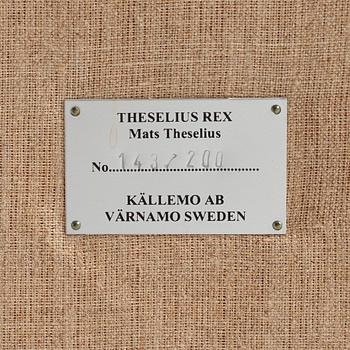 THESELIUS REX
Mats Theselius
No. 143/200
KÄLLEMO AB
VÄRNAMO SWEDEN